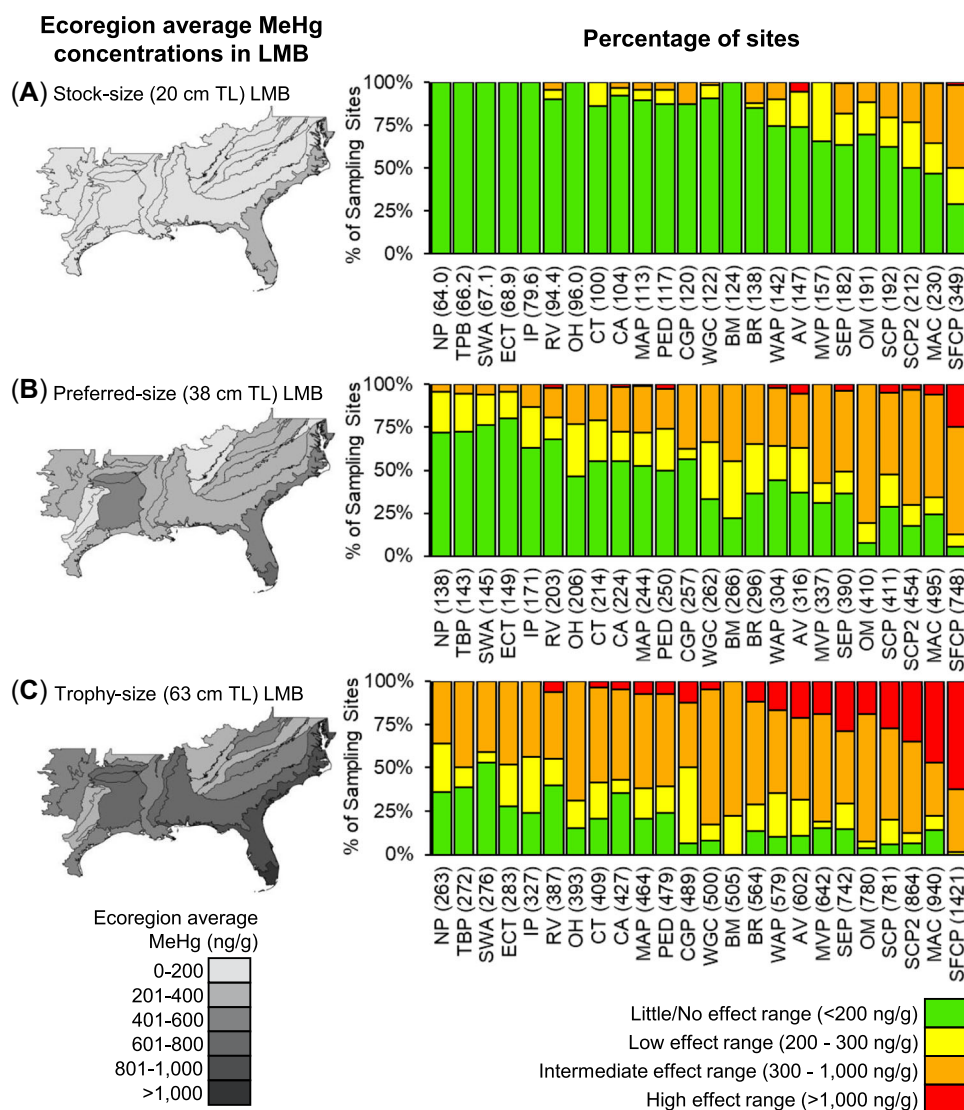 Ecoregion average MeHg
concentrations in LMB
Percentage of sites
(A) Stock-size (20 cm TL) LMB
% of Sampling Sites
100%
75%
50%
25%
0%
NP (64.0)
TPB (66.2)
SWA (67.1)
ECT (68.9)
IP (79.6)
RV (94.4)
OH (96.0)
CT (100)
CA (104)
MAP (113)
PED (117)
CGP (120)
WGC (122)
BM (124)
BR (138)
WAP (142)
AV (147)
MVP (157)
SEP (182)
OM (191)
SCP (192)
SCP2 (212)
MAC (230)
SFCP (349)
(B) Preferred-size (38 cm TL) LMB
% of Sampling Sites
100%
75%
50%
25%
0%
NP (138)
TBP (143)
SWA (145)
ECT (149)
IP (171)
RV (203)
OH (206)
CT (214)
CA (224)
MAP (244)
PED (250)
CGP (257)
WGC (262)
BM (266)
BR (296)
WAP (304)
AV (316)
MVP (337)
SEP (390)
OM (410)
SCP (411)
SCP2 (454)
MAC (495)
SFCP (748)
(C) Trophy-size (63 cm TL) LMB
% of Sampling Sites
100%
75%
50%
25%
0%
NP (263)
TBP (272)
SWA (276)
ECT (283)
IP (327)
RV (387)
OH (393)
CT (409)
CA (427)
MAP (464)
PED (479)
CGP (489)
WGC (500)
BM (505)
BR (564)
WAP (579)
AV (602)
MVP (642)
SEP (742)
OM (780)
SCP (781)
SCP2 (864)
MAC (940)
SFCP (1421)
Ecoregion average
MeHg (ng/g)
0-200
201-400
401-600
601-800
801-1,000
>1,000
Little/No effect range (<200 ng/g)
Low effect range (200 - 300 ng/g)
Intermediate effect range (300 - 1,000 ng/g)
High effect range (>1,000 ng/g)